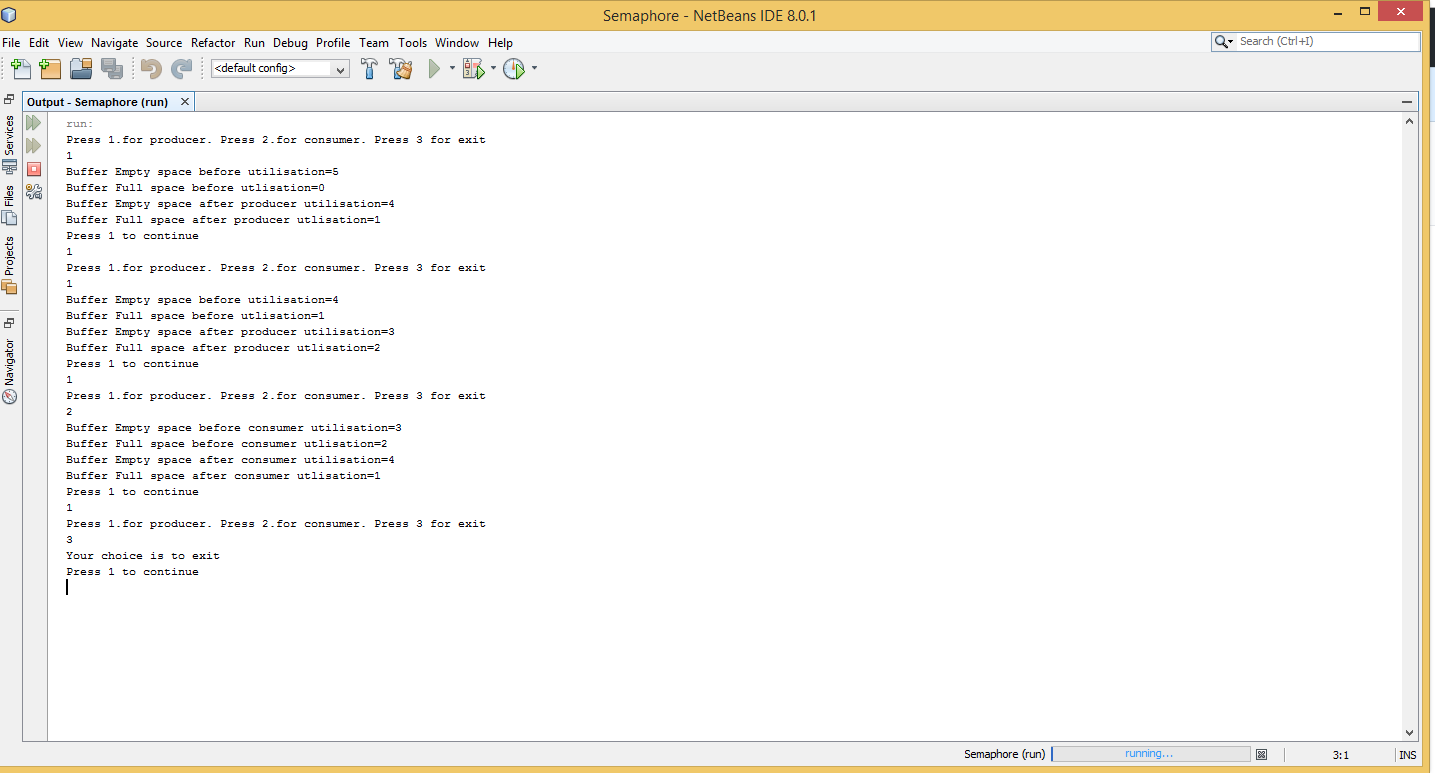 Semaphore - NetBeans IDE 8.0.1
File Edit View Navigate Source Refactor Run Debug Profile Team Tools Window Help
Search (Ctrl+I)
<default config>
Output - Semaphore (run)
Services
Files
Projects
Navigator
run:
Press 1.for producer. Press 2.for consumer. Press 3 for exit
1
Buffer Empty space before utilisation=5
Buffer Full space before utlisation=0
Buffer Empty space after producer utilisation=4
Buffer Full space after producer utlisation=1
Press 1 to continue
1
Press 1.for producer. Press 2.for consumer. Press 3 for exit
1
Buffer Empty space before utilisation=4
Buffer Full space before utlisation=1
Buffer Empty space after producer utilisation=3
Buffer Full space after producer utlisation=2
Press 1 to continue
1
Press 1.for producer. Press 2.for consumer. Press 3 for exit
2
Buffer Empty space before consumer utlisation=3
Buffer Full space before consumer utlisation=2
Buffer Empty space after consumer utlisation=4
Buffer Full space after consumer utlisation=1
Press 1 to continue
1
Press 1.for producer. Press 2.for consumer. Press 3 for exit
3
Your choice is to exit
Press 1 to continue
Semaphore (run) running... 3:1 INS